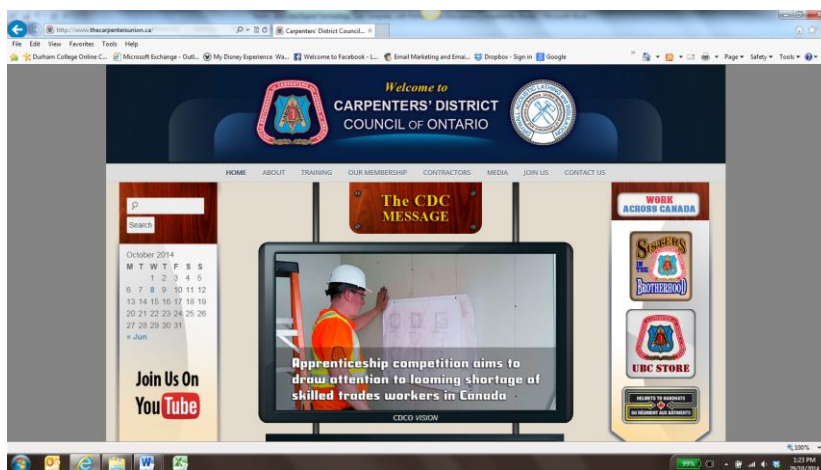 http://www.thecarpentersunion.ca/
Carpenters' District Council...
File Edit View Favorites Tools Help
Durham College Online C... Microsoft Exchange - Outl... My Disney Experience Wa... Welcome to Facebook - L... Email Marketing and Emai... Dropbox - Sign in Google
Page Safety Tools
Welcome to
CARPENTERS' DISTRICT
COUNCIL OF ONTARIO
HOME ABOUT TRAINING OUR MEMBERSHIP CONTRACTORS MEDIA JOIN US CONTACT US
The CDC
MESSAGE
WORK
ACROSS CANADA
Search
October 2014
M T W T F S S
1 2 3 4 5
6 7 8 9 10 11 12
13 14 15 16 17 18 19
20 21 22 23 24 25 26
27 28 29 30 31
« Jun
Join Us On
YouTube
Apprenticeship competition aims to
draw attention to looming shortage of
skilled trades workers in Canada
CDCO VISION
SISTERS
IN THE
BROTHERHOOD
UBC STORE
HELMETS TO HARDHATS
DU RÉGIMENT AUX BÂTIMENTS
100%
99%
1:23 PM
29/10/2014